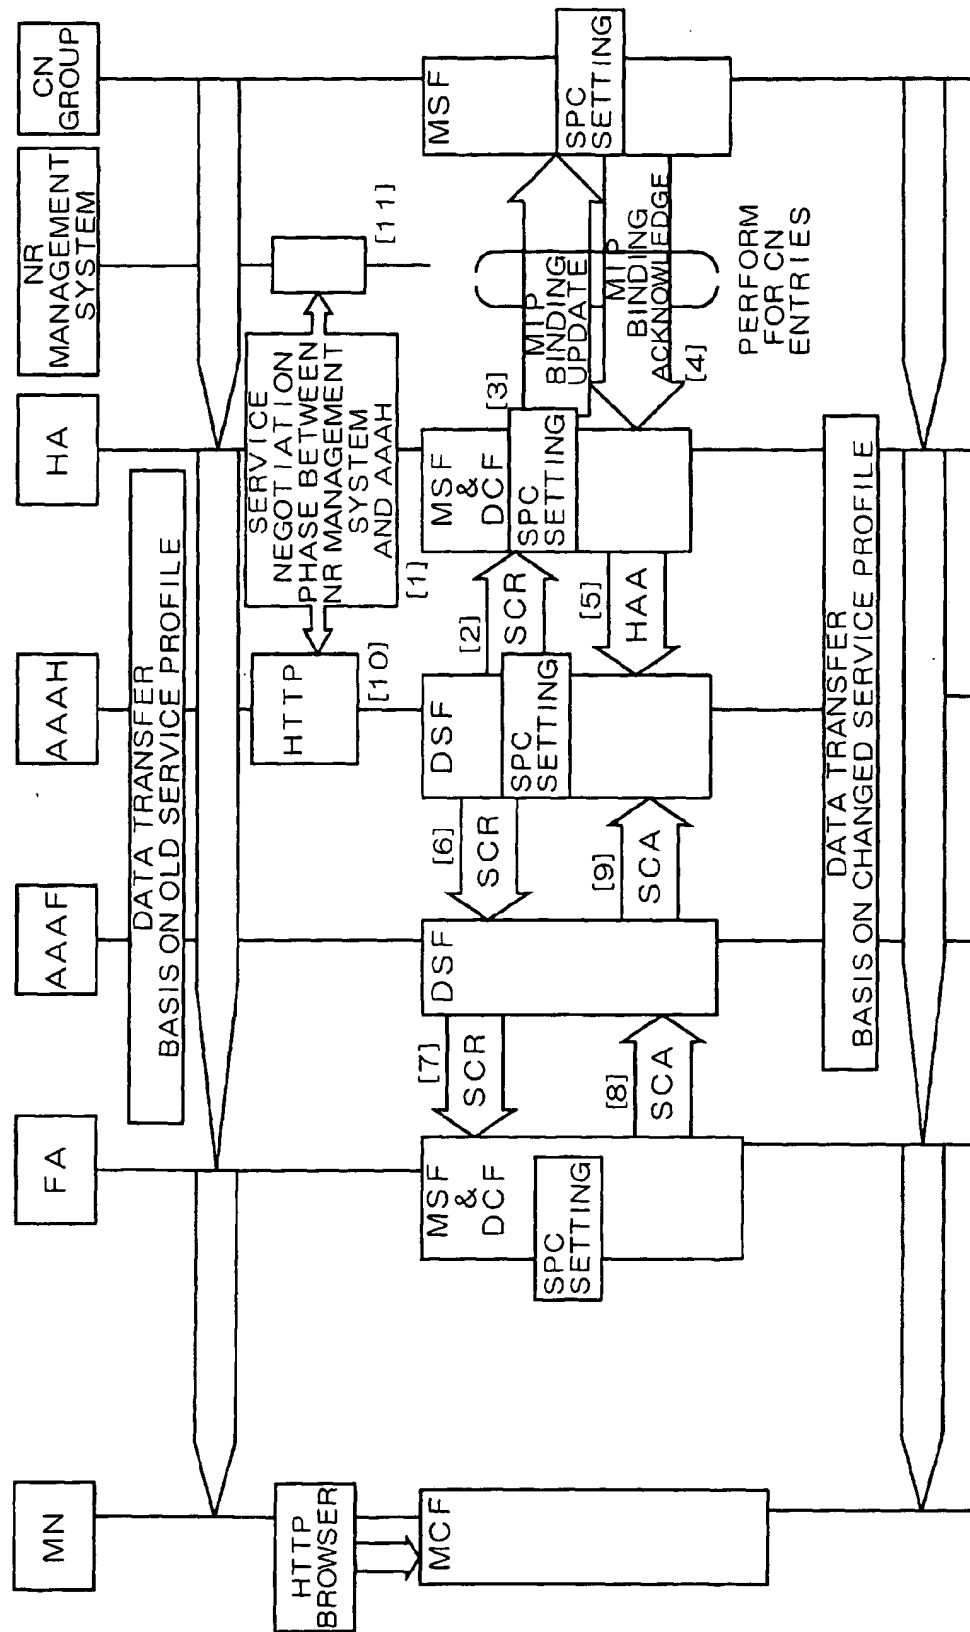 MN
FA
AAAF
AAAH
HA
NR
MANAGEMENT
SYSTEM
CN
GROUP
DATA TRANSFER
BASIS ON OLD SERVICE PROFILE
HTTP
BROWSER
HTTP
[10]
SERVICE
NEGOTIATION
PHASE BETWEEN
NR MANAGEMENT
SYSTEM
AND AAAH
[1]
[11]
MCF
MSF
&
DCF
SPC
SETTING
[7]
SCR
[8]
SCA
DSF
[6]
SCR
[9]
SCA
DSF
SPC
SETTING
[2]
SCR
[5]
HAA
MSF
&
DCF
SPC
SETTING
[3]
MIP
BINDING
UPDATE
MIP
BINDING
ACKNOWLEDGE
[4]
MSF
SPC
SETTING
PERFORM
FOR CN
ENTRIES
DATA TRANSFER
BASIS ON CHANGED SERVICE PROFILE